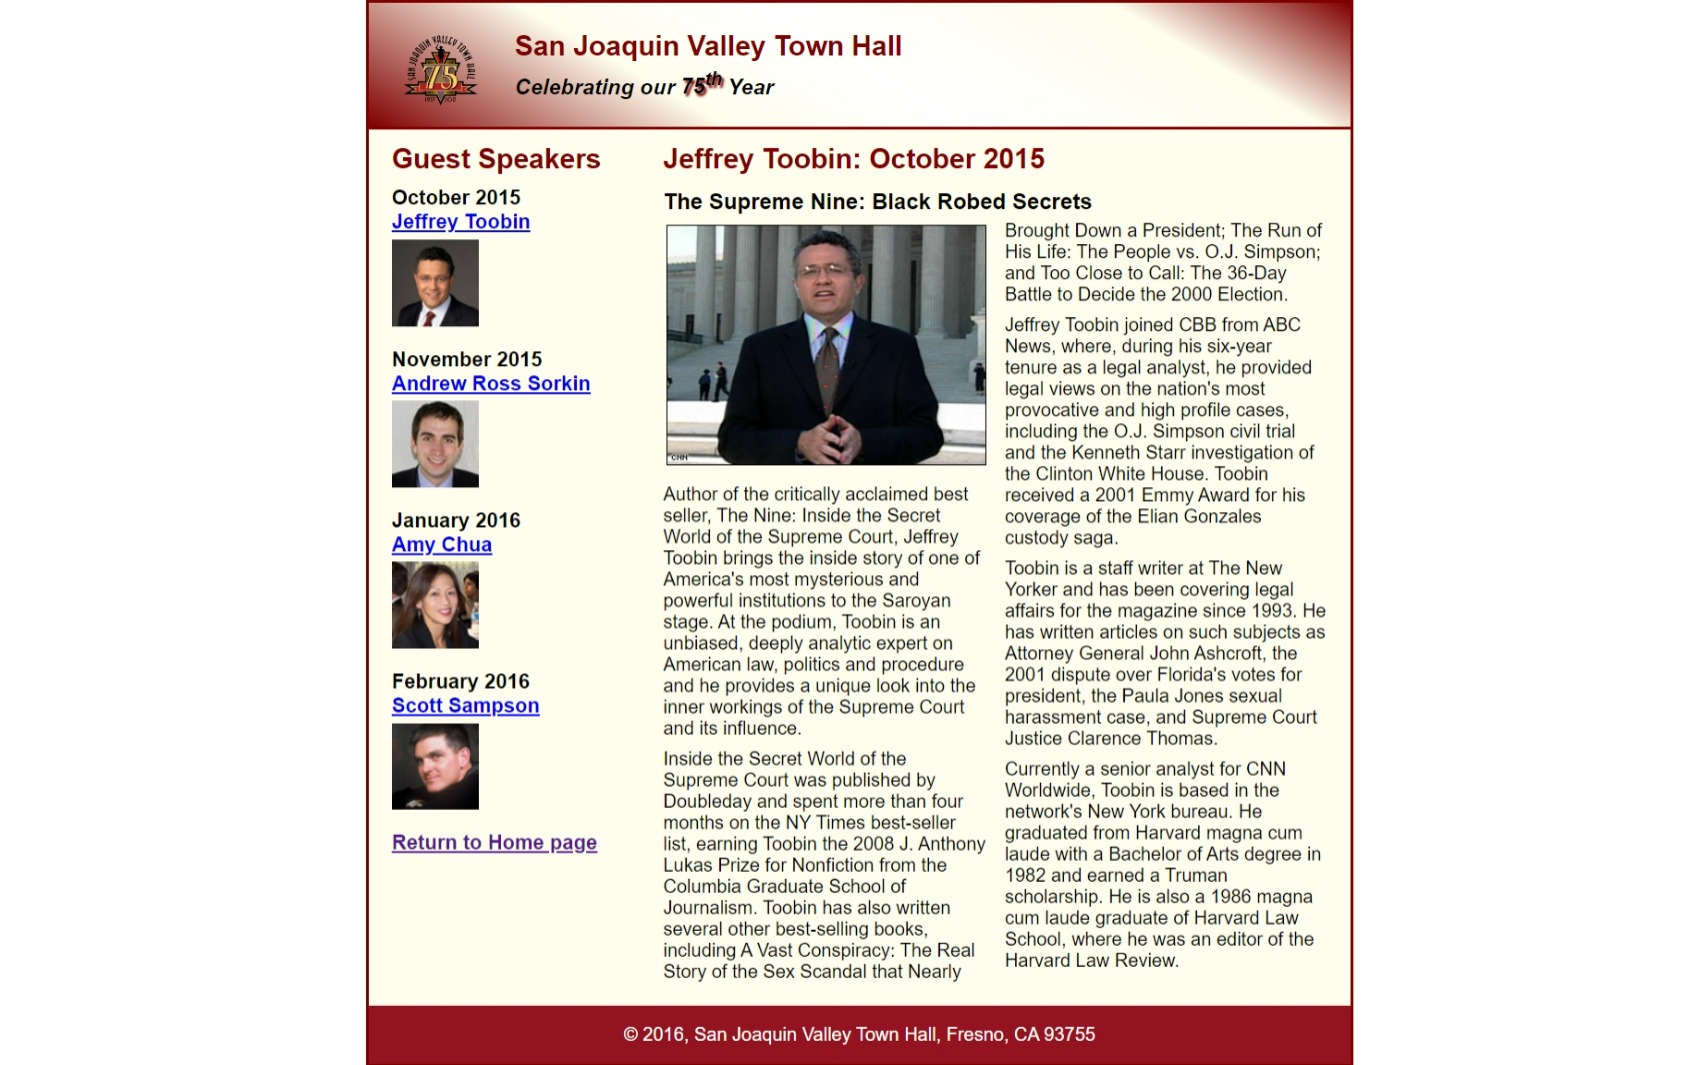 SAN JOAQUIN VALLEY TOWN HALL
75
San Joaquin Valley Town Hall
Celebrating our 75th Year
Guest Speakers
October 2015
Jeffrey Toobin
November 2015
Andrew Ross Sorkin
January 2016
Amy Chua
February 2016
Scott Sampson
Return to Home page
Jeffrey Toobin: October 2015
The Supreme Nine: Black Robed Secrets
CNN
Author of the critically acclaimed best
seller, The Nine: Inside the Secret
World of the Supreme Court, Jeffrey
Toobin brings the inside story of one of
America's most mysterious and
powerful institutions to the Saroyan
stage. At the podium, Toobin is an
unbiased, deeply analytic expert on
American law, politics and procedure
and he provides a unique look into the
inner workings of the Supreme Court
and its influence.
Inside the Secret World of the
Supreme Court was published by
Doubleday and spent more than four
months on the NY Times best-seller
list, earning Toobin the 2008 J. Anthony
Lukas Prize for Nonfiction from the
Columbia Graduate School of
Journalism. Toobin has also written
several other best-selling books,
including A Vast Conspiracy: The Real
Story of the Sex Scandal that Nearly
Brought Down a President; The Run of
His Life: The People vs. O.J. Simpson;
and Too Close to Call: The 36-Day
Battle to Decide the 2000 Election.
Jeffrey Toobin joined CBB from ABC
News, where, during his six-year
tenure as a legal analyst, he provided
legal views on the nation's most
provocative and high profile cases,
including the O.J. Simpson civil trial
and the Kenneth Starr investigation of
the Clinton White House. Toobin
received a 2001 Emmy Award for his
coverage of the Elian Gonzales
custody saga.
Toobin is a staff writer at The New
Yorker and has been covering legal
affairs for the magazine since 1993. He
has written articles on such subjects as
Attorney General John Ashcroft, the
2001 dispute over Florida's votes for
president, the Paula Jones sexual
harassment case, and Supreme Court
Justice Clarence Thomas.
Currently a senior analyst for CNN
Worldwide, Toobin is based in the
network's New York bureau. He
graduated from Harvard magna cum
laude with a Bachelor of Arts degree in
1982 and earned a Truman
scholarship. He is also a 1986 magna
cum laude graduate of Harvard Law
School, where he was an editor of the
Harvard Law Review.
© 2016, San Joaquin Valley Town Hall, Fresno, CA 93755